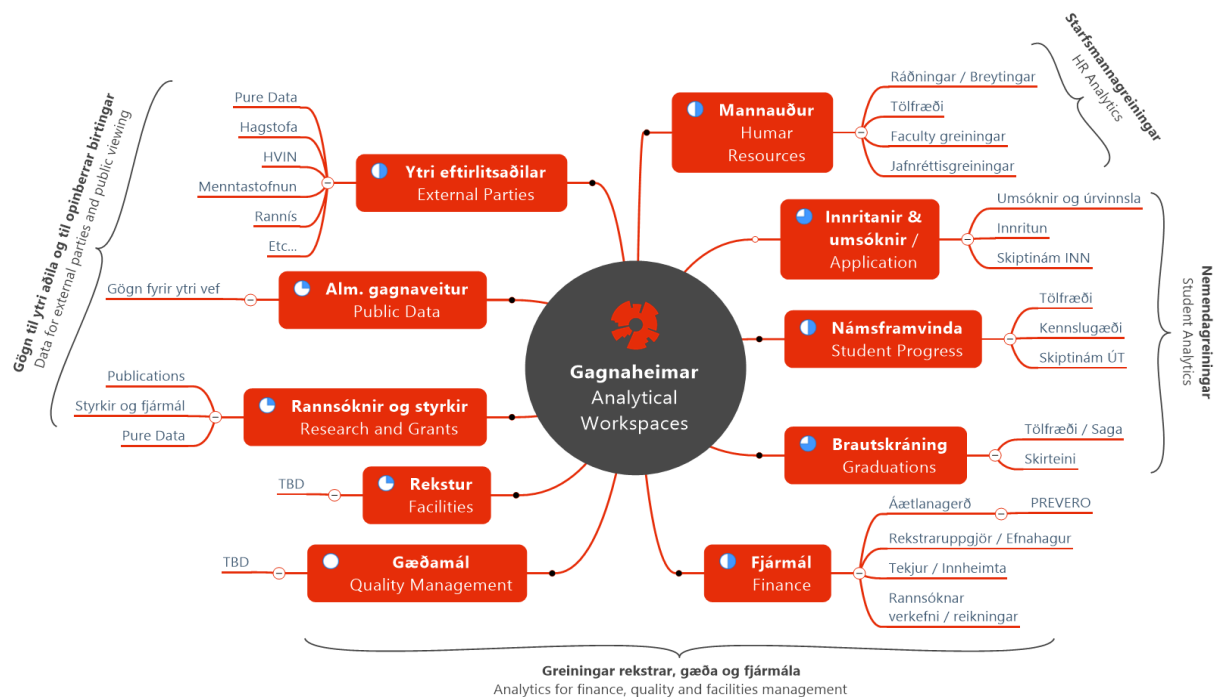 Gagnaheimar
Analytical
Workspaces
Mannauður
Humar
Resources
Ráðningar / Breytingar
Tölfræði
Faculty greiningar
Jafnréttisgreiningar
Starfsmannagreiningar
HR Analytics
Innritanir &
umsóknir /
Application
Umsóknir og úrvinnsla
Innritun
Skiptinám INN
Námsframvinda
Student Progress
Tölfræði
Kennslugæði
Skiptinám ÚT
Brautskráning
Graduations
Tölfræði / Saga
Skirteini
Nemendagreiningar
Student Analytics
Fjármál
Finance
Áætlanagerð
PREVERO
Rekstraruppgjör / Efnahagur
Tekjur / Innheimta
Rannsóknar
verkefni / reikningar
Ytri eftirlitsaðilar
External Parties
Pure Data
Hagstofa
HVIN
Menntastofnun
Rannís
Etc...
Alm. gagnaveitur
Public Data
Gögn fyrir ytri vef
Rannsóknir og styrkir
Research and Grants
Publications
Styrkir og fjármál
Pure Data
Gögn til ytri aðila og til opinberrar birtingar
Data for external parties and public viewing
Rekstur
Facilities
TBD
Gæðamál
Quality Management
TBD
Greiningar rekstrar, gæða og fjármála
Analytics for finance, quality and facilities management